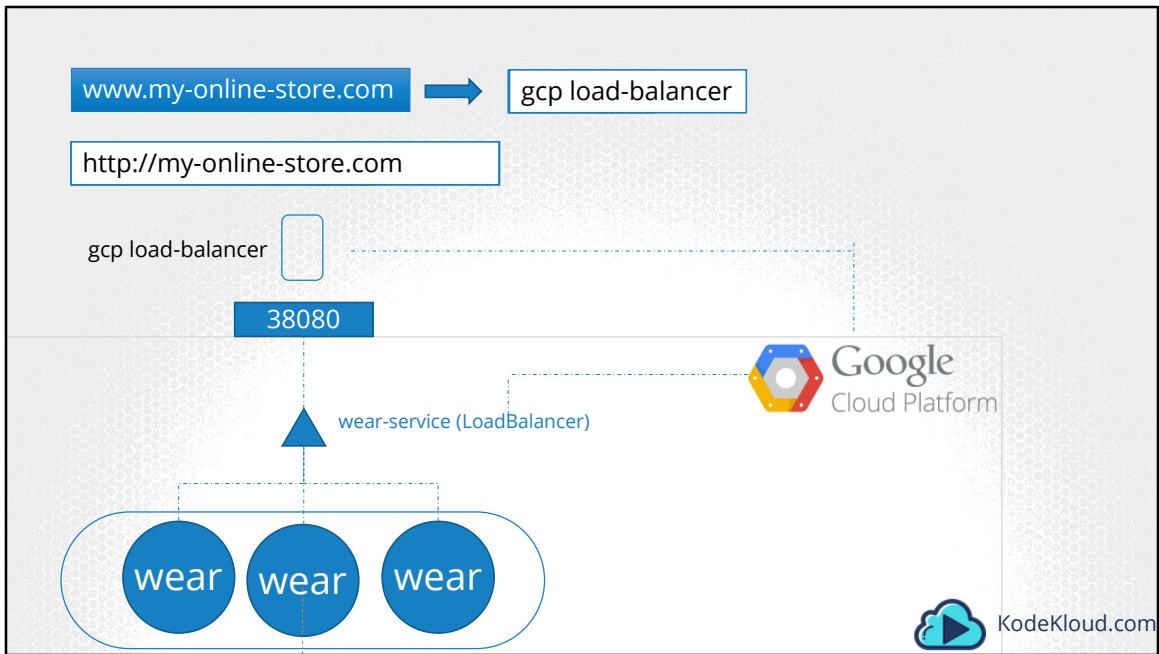 www.my-online-store.com
gcp load-balancer
http://my-online-store.com
gcp load-balancer
38080
Google
Cloud Platform
wear-service (LoadBalancer)
wear
wear
wear
KodeKloud.com